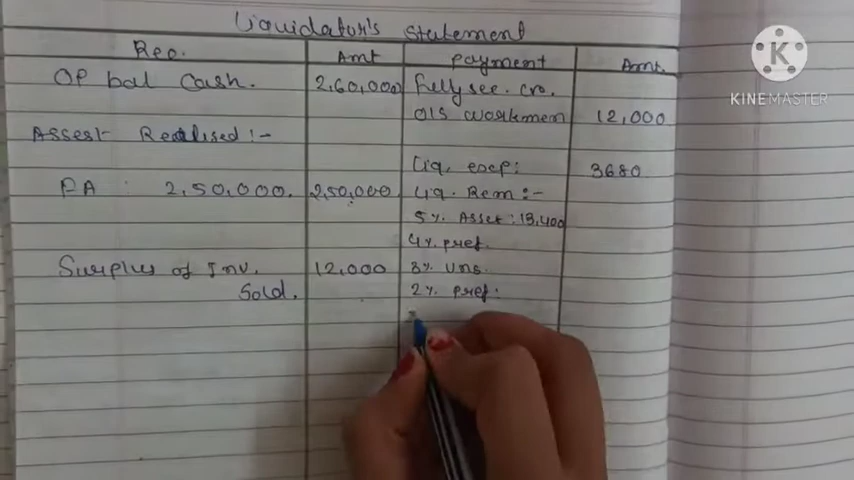 Liquidator's Statement
Rec. Amt Payment Amt.
OP ball Cash. 2,60,000 fully sec. cro.
O/S workmen 12,000
Assest Realised :-
Liq. exp: 3680
FA : 2,50,000. 2,50,000 Liq. Rem :-
5% Asset : 13,400
4% pref.
Surplus of Inv. 12,000 3% Uns.
Sold. 2% pref:
KINEMASTER